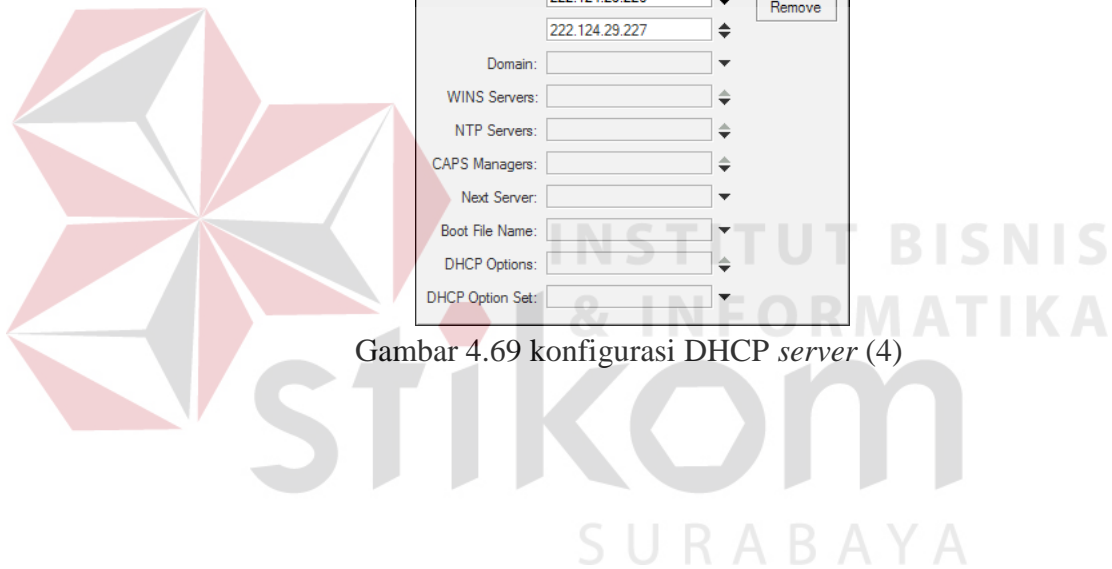 Remove
222.124.29.227
Domain:
WINS Servers:
NTP Servers:
CAPS Managers:
Next Server:
Boot File Name:
DHCP Options:
DHCP Option Set:
INSTITUT BISNIS
& INFORMATIKA
Gambar 4.69 konfigurasi DHCP server (4)
stikom
SURABAYA